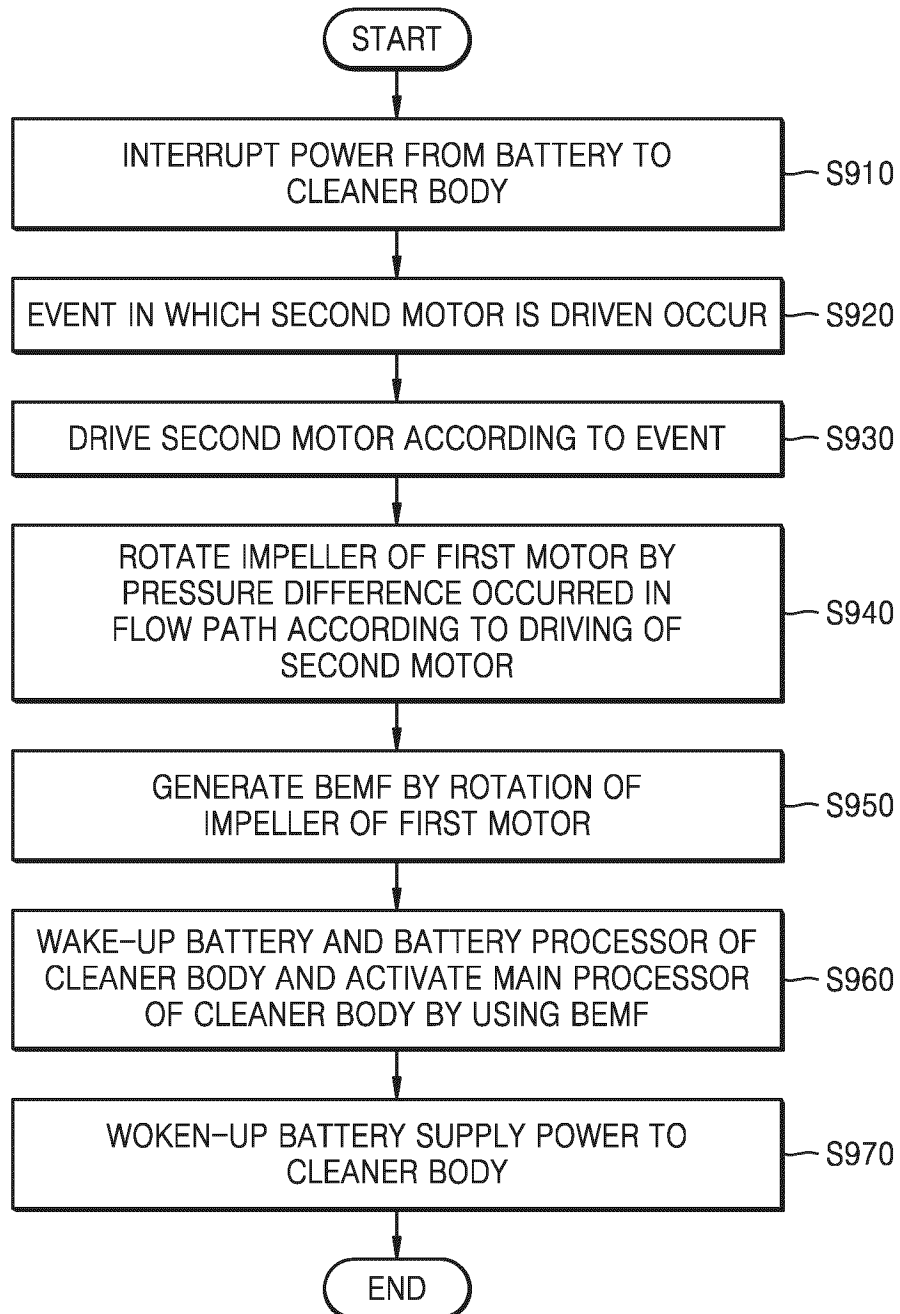 START
INTERRUPT POWER FROM BATTERY TO
CLEANER BODY
S910
EVENT IN WHICH SECOND MOTOR IS DRIVEN OCCUR
S920
DRIVE SECOND MOTOR ACCORDING TO EVENT
S930
ROTATE IMPELLER OF FIRST MOTOR BY
PRESSURE DIFFERENCE OCCURRED IN
FLOW PATH ACCORDING TO DRIVING OF
SECOND MOTOR
S940
GENERATE BEMF BY ROTATION OF
IMPELLER OF FIRST MOTOR
S950
WAKE-UP BATTERY AND BATTERY PROCESSOR OF
CLEANER BODY AND ACTIVATE MAIN PROCESSOR
OF CLEANER BODY BY USING BEMF
S960
WOKEN-UP BATTERY SUPPLY POWER TO
CLEANER BODY
S970
END